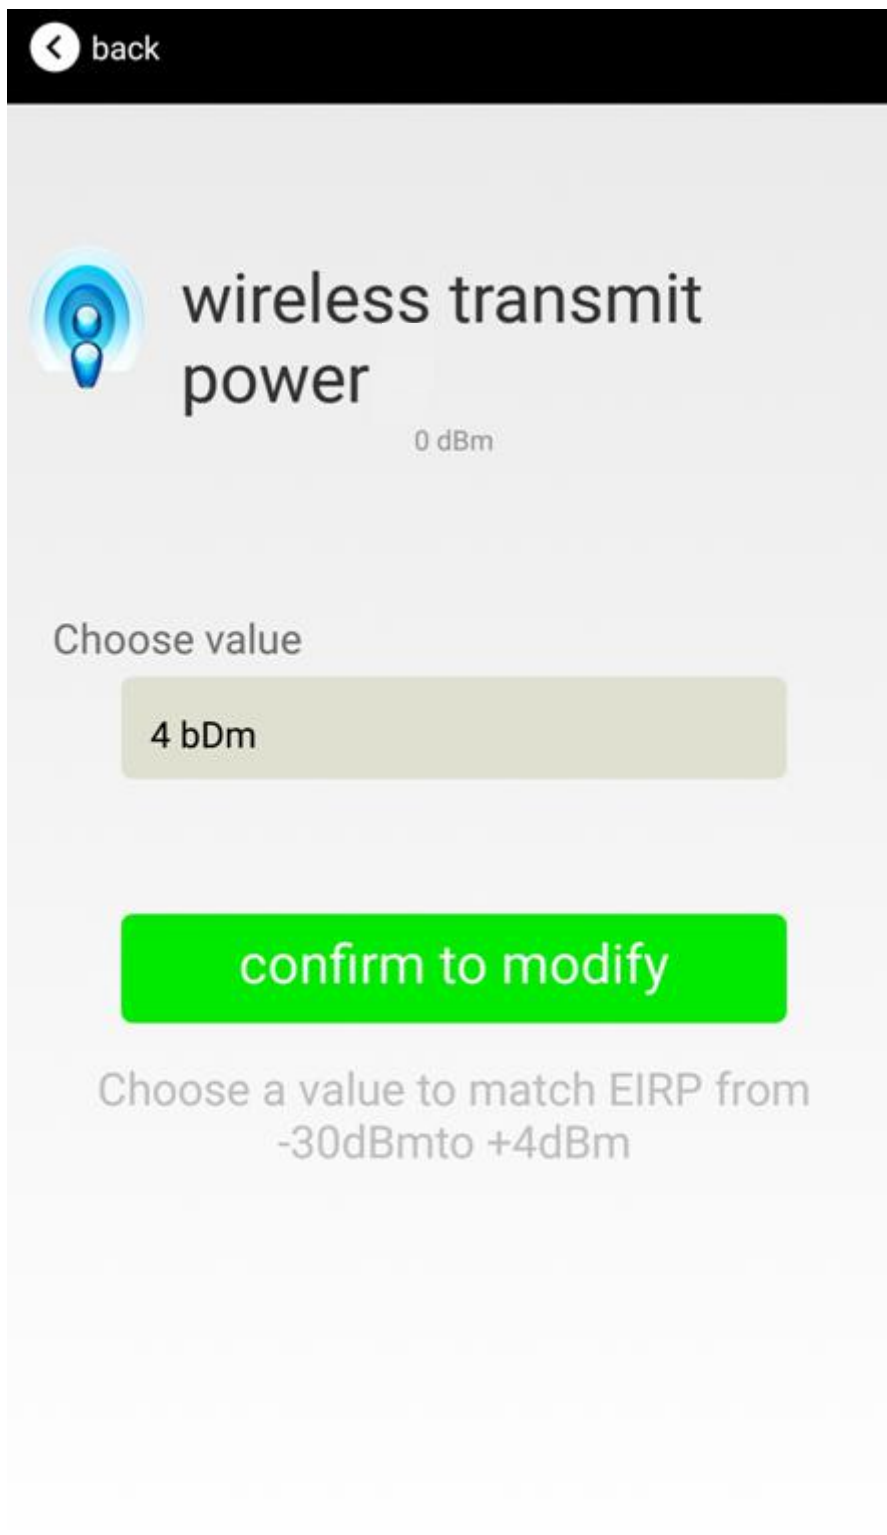 back
wireless transmit
power
0 dBm
Choose value
4 bDm
confirm to modify
Choose a value to match EIRP from
-30dBmto +4dBm